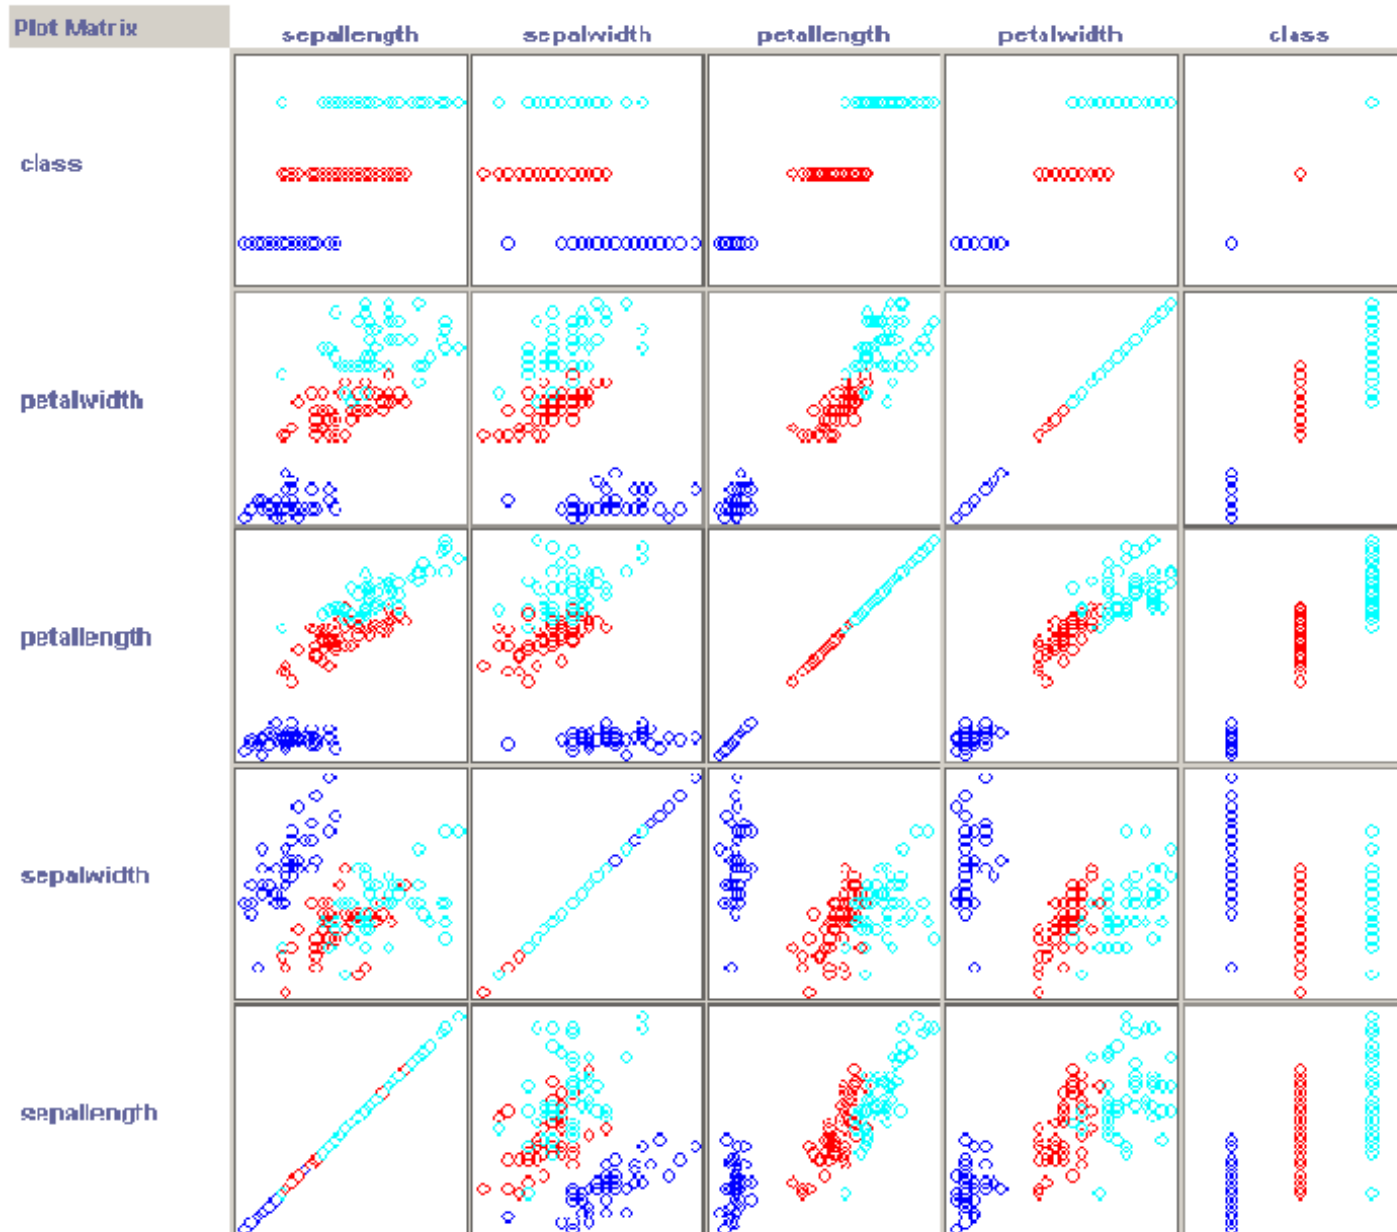 Plot Matrix
sepallength sepalwidth petallength petalwidth class
class
petalwidth
petallength
sepalwidth
sepallength